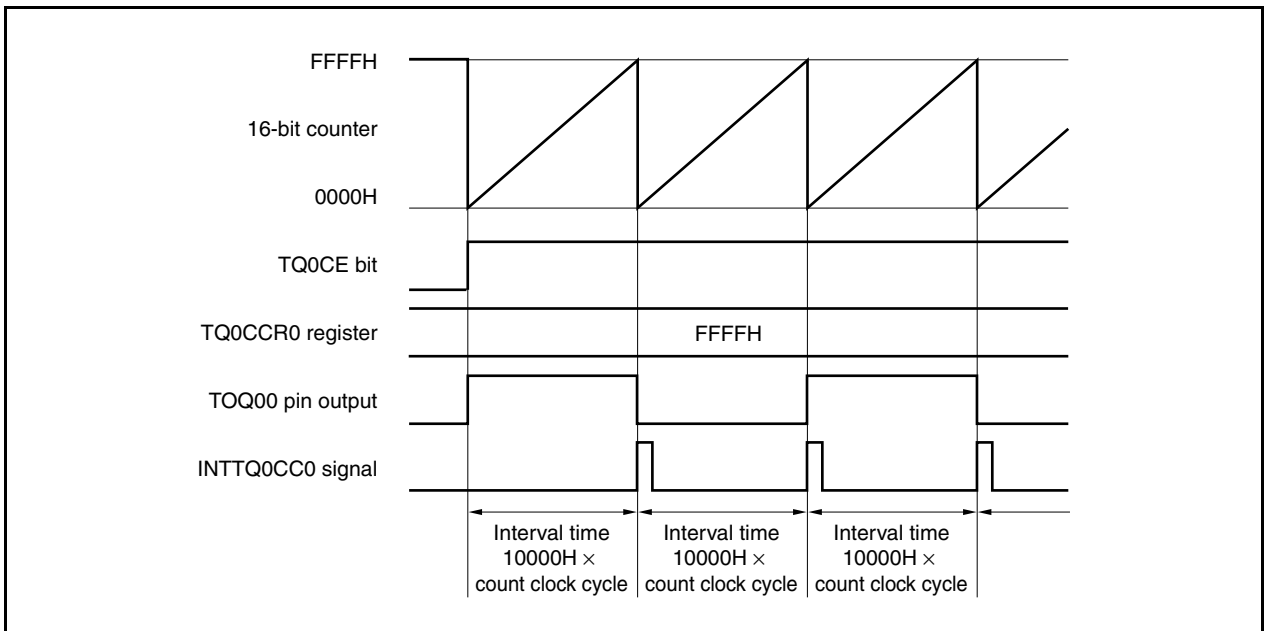 FFFFH
16-bit counter
0000H
TQ0CE bit
TQ0CCR0 register
FFFFH
TOQ00 pin output
INTTQ0CC0 signal
Interval time
10000H ×
count clock cycle
Interval time
10000H ×
count clock cycle
Interval time
10000H ×
count clock cycle